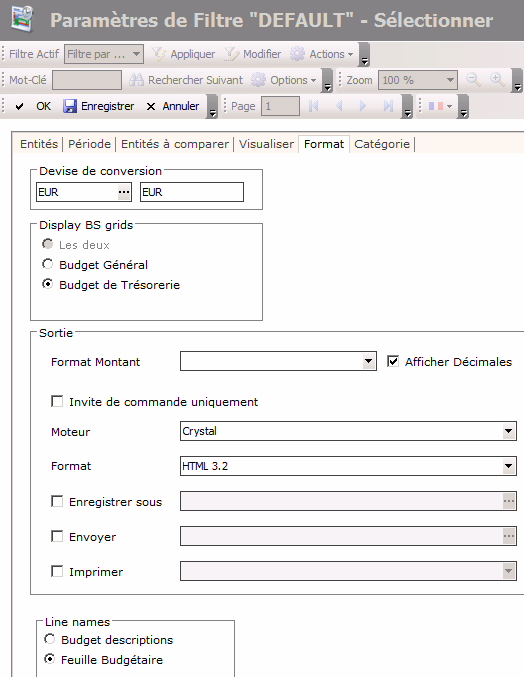 Paramètres de Filtre "DEFAULT" - Sélectionner
Filtre Actif Filtre par ... Appliquer Modifier Actions
Mot-Clé Rechercher Suivant Options Zoom 100 %
OK Enregistrer Annuler Page 1
Entités Période Entités à comparer Visualiser Format Catégorie
Devise de conversion
EUR ... EUR
Display BS grids
Les deux
Budget Général
Budget de Trésorerie
Sortie
Format Montant Afficher Décimales
Invite de commande uniquement
Moteur Crystal
Format HTML 3.2
Enregistrer sous ...
Envoyer ...
Imprimer
Line names
Budget descriptions
Feuille Budgétaire